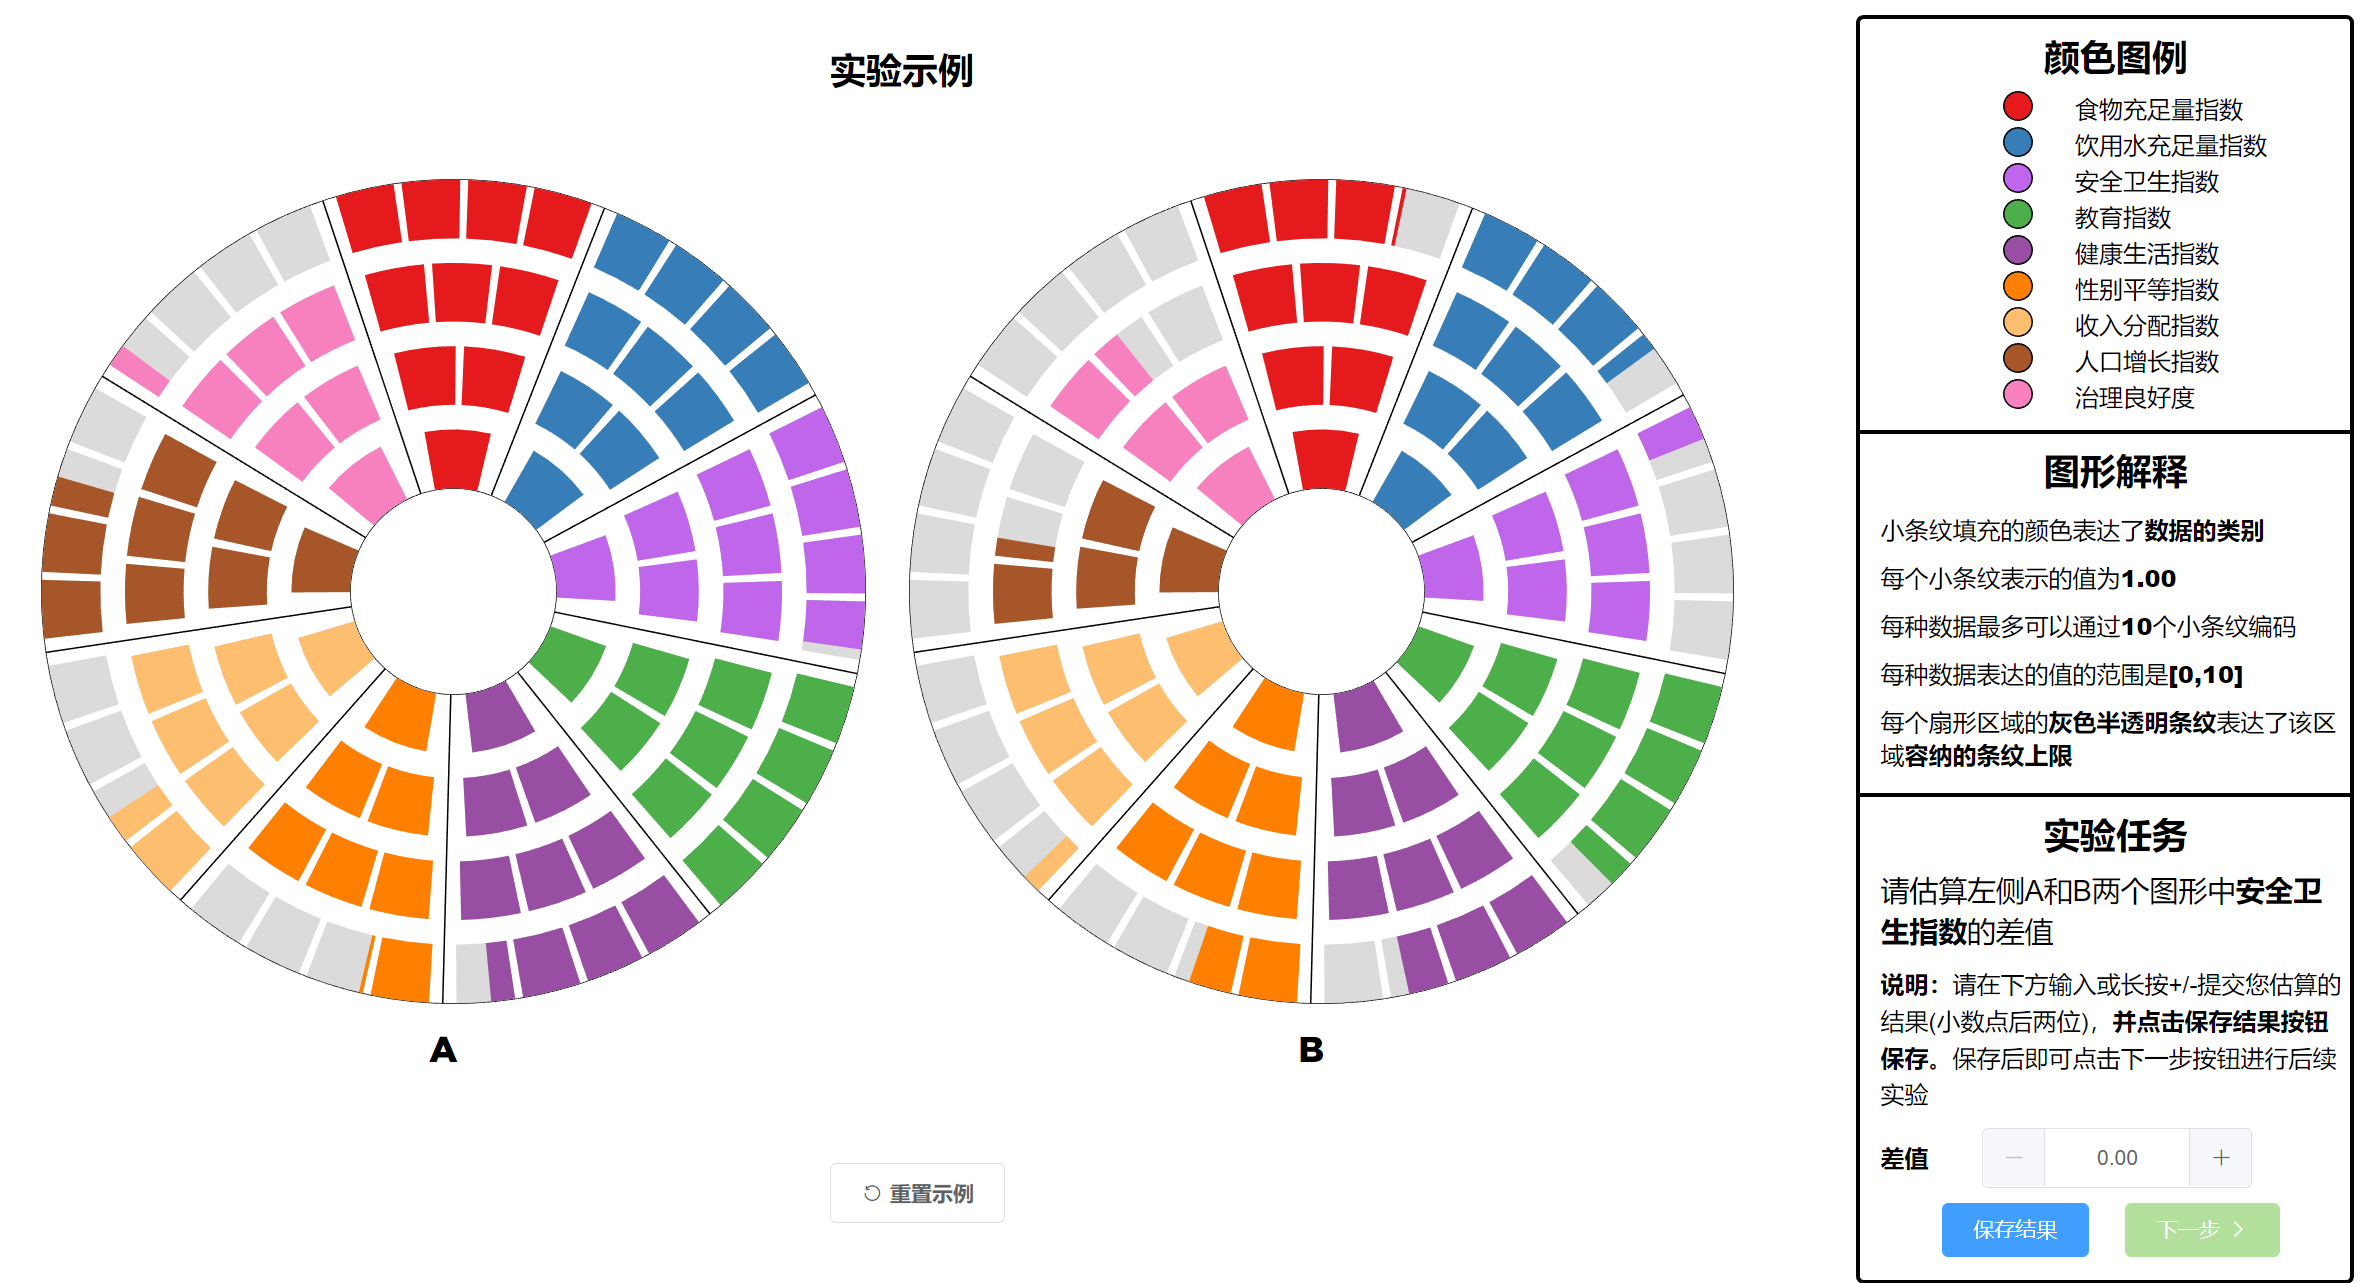 实验示例
A
B
重置示例
颜色图例
食物充足量指数
饮用水充足量指数
安全卫生指数
教育指数
健康生活指数
性别平等指数
收入分配指数
人口增长指数
治理良好度
图形解释
小条纹填充的颜色表达了数据的类别
每个小条纹表示的值为1.00
每种数据最多可以通过10个小条纹编码
每种数据表达的值的范围是[0,10]
每个扇形区域的灰色半透明条纹表达了该区
域容纳的条纹上限
实验任务
请估算左侧A和B两个图形中安全卫
生指数的差值
说明：请在下方输入或长按+/-提交您估算的
结果(小数点后两位)，并点击保存结果按钮
保存。保存后即可点击下一步按钮进行后续
实验
差值 − 0.00 +
保存结果 下一步 >